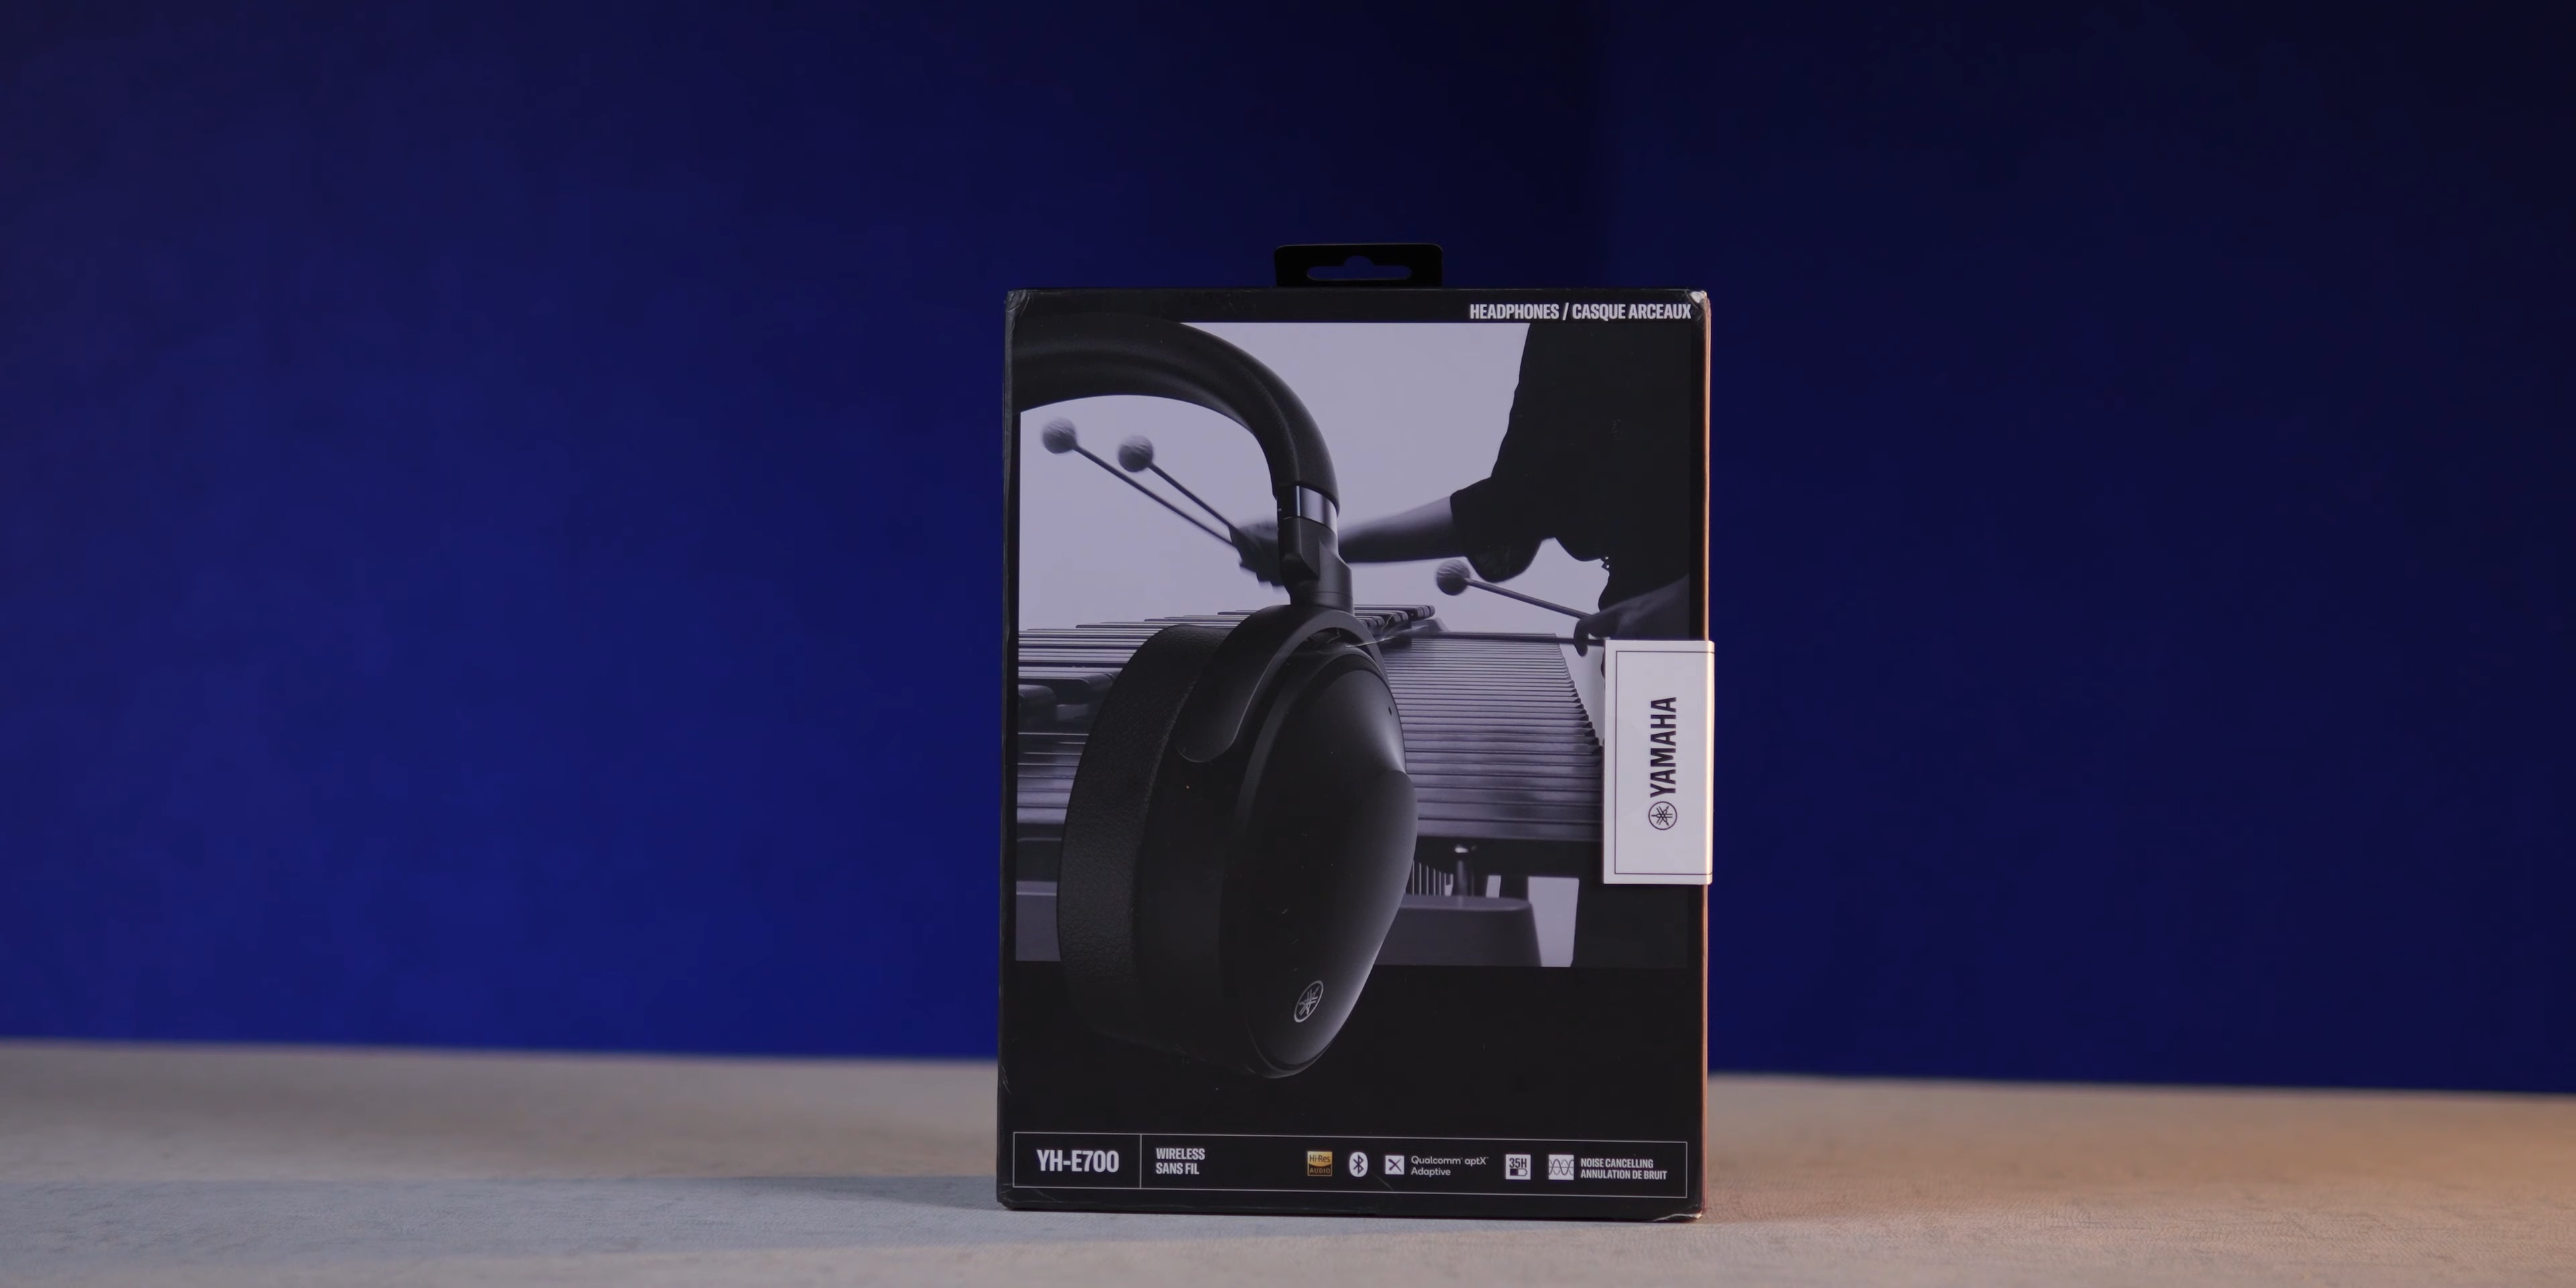 HEADPHONES / CASQUE ARCEAUX
YAMAHA
YH-E700
WIRELESS
SANS FIL
Hi-Res
AUDIO
Qualcomm® aptX™
Adaptive
35H
NOISE CANCELLING
ANNULATION DE BRUIT